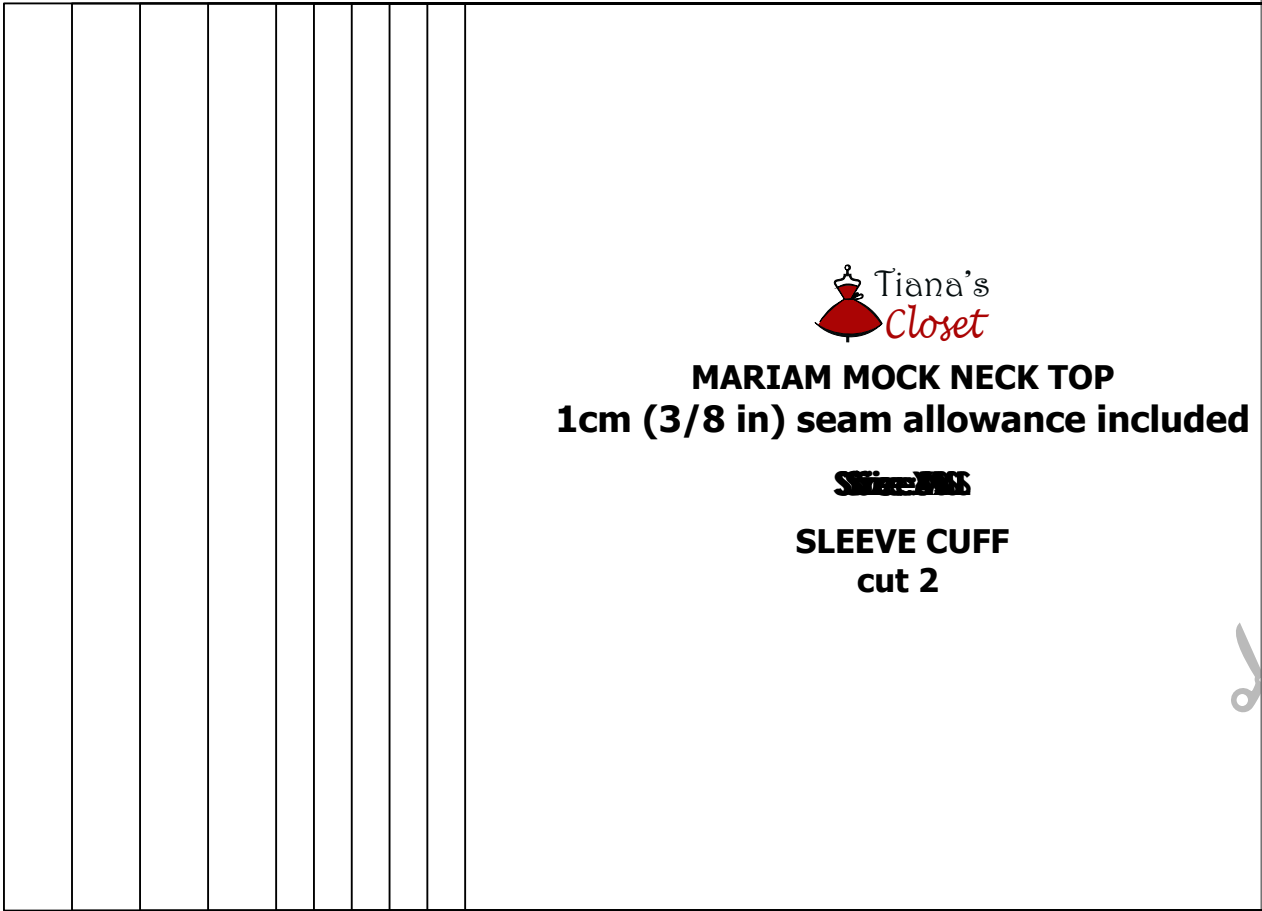 Tiana's
Closet
MARIAM MOCK NECK TOP
1cm (3/8 in) seam allowance included
SLEEVE CUFF
cut 2